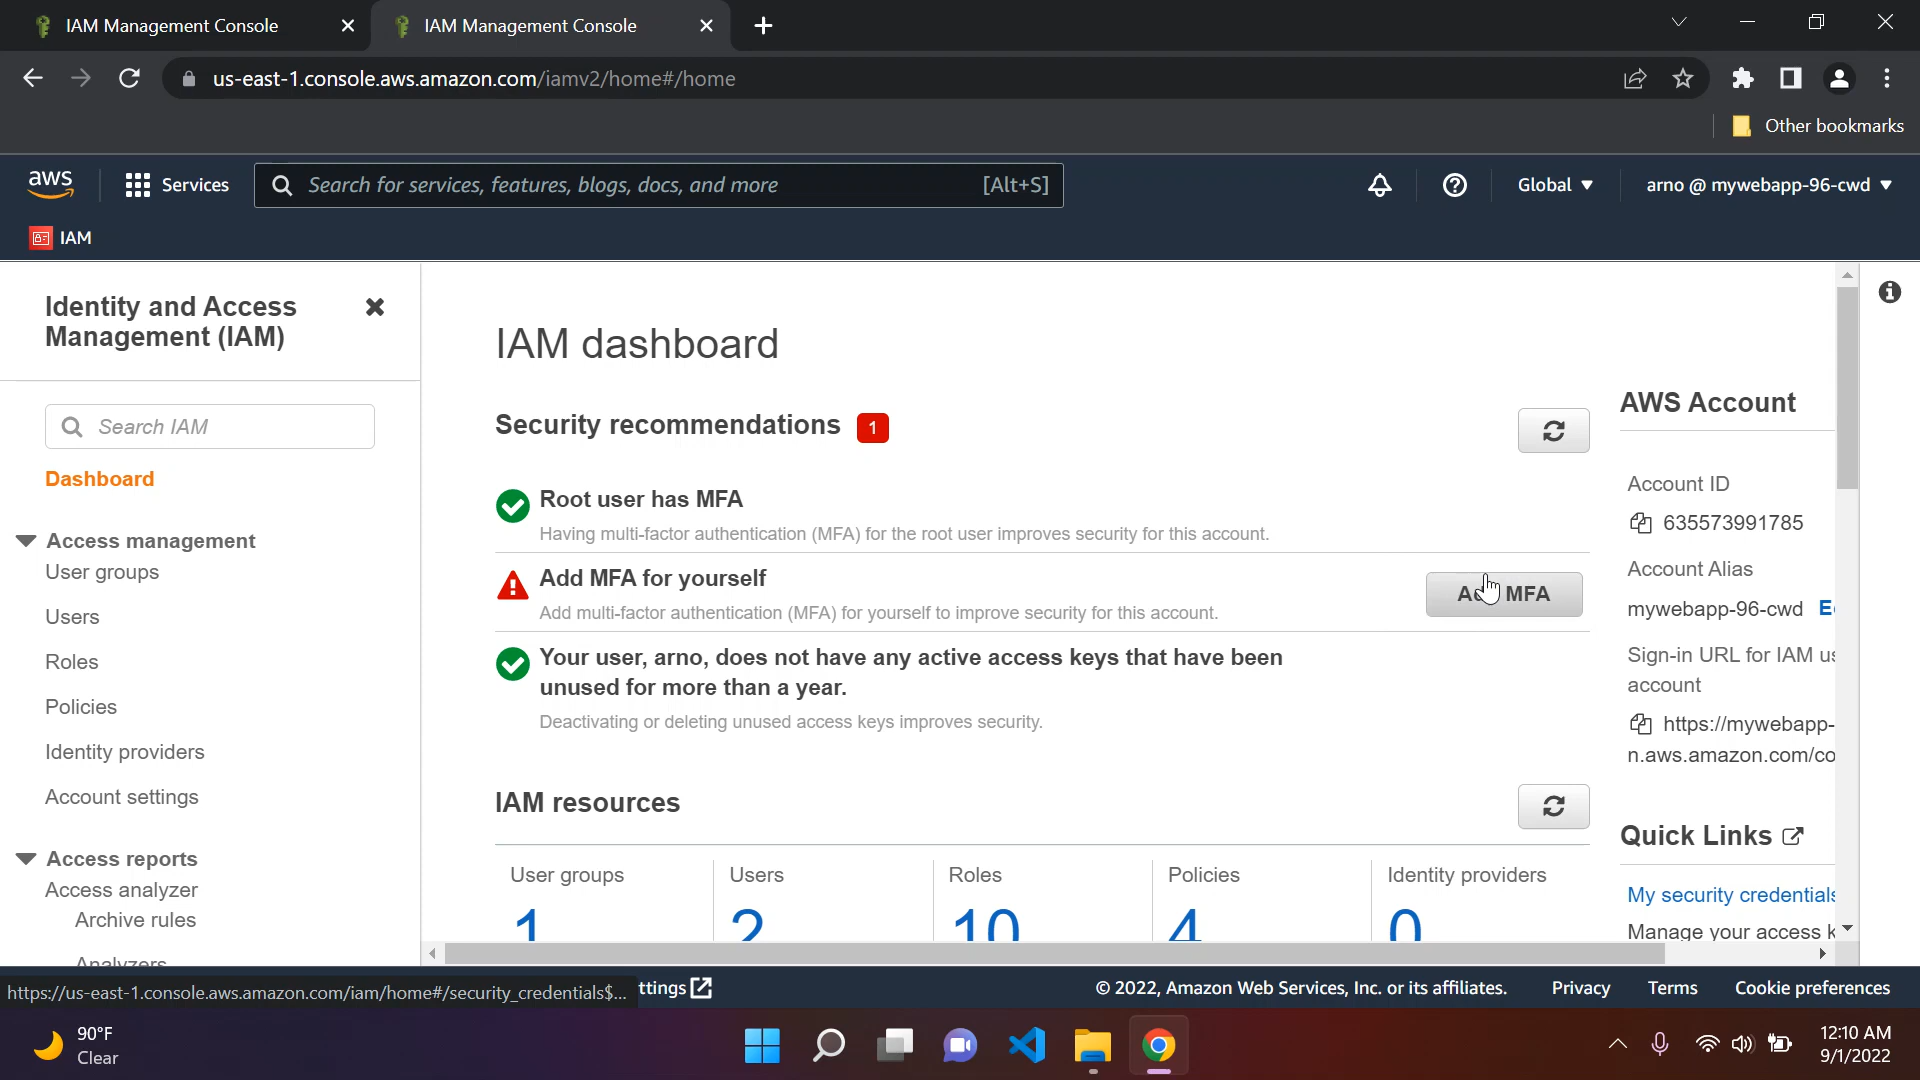 IAM Management Console
IAM Management Console
us-east-1.console.aws.amazon.com/iamv2/home#/home
Other bookmarks
aws
Services
Search for services, features, blogs, docs, and more
[Alt+S]
Global
arno @ mywebapp-96-cwd
IAM
Identity and Access
Management (IAM)
Search IAM
Dashboard
Access management
User groups
Users
Roles
Policies
Identity providers
Account settings
Access reports
Access analyzer
Archive rules
Analyzers
IAM dashboard
Security recommendations 1
Root user has MFA
Having multi-factor authentication (MFA) for the root user improves security for this account.
Add MFA for yourself
Add multi-factor authentication (MFA) for yourself to improve security for this account.
Add MFA
Your user, arno, does not have any active access keys that have been
unused for more than a year.
Deactivating or deleting unused access keys improves security.
IAM resources
User groups
1
Users
2
Roles
10
Policies
4
Identity providers
0
AWS Account
Account ID
635573991785
Account Alias
mywebapp-96-cwd
Sign-in URL for IAM us
account
https://mywebapp-
n.aws.amazon.com/co
Quick Links
My security credentials
Manage your access k
https://us-east-1.console.aws.amazon.com/iam/home#/security_credentials$...
ttings
© 2022, Amazon Web Services, Inc. or its affiliates.
Privacy
Terms
Cookie preferences
90°F
Clear
12:10 AM
9/1/2022